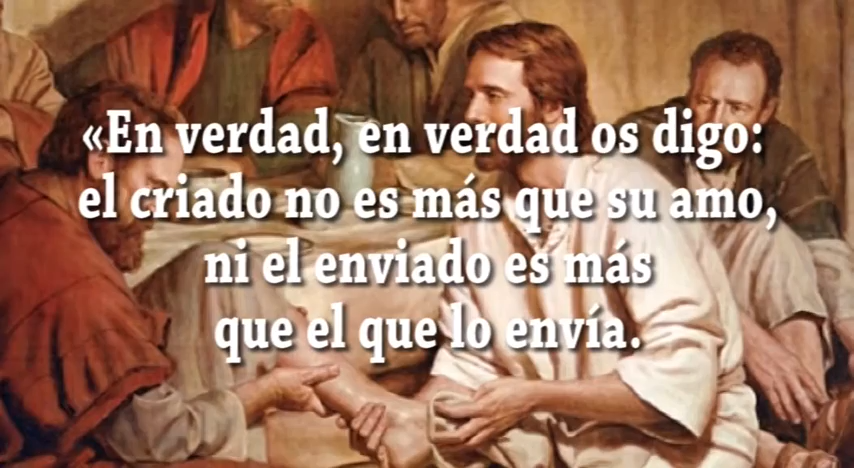 «En verdad, en verdad os digo:
el criado no es más que su amo,
ni el enviado es más
que el que lo envía.